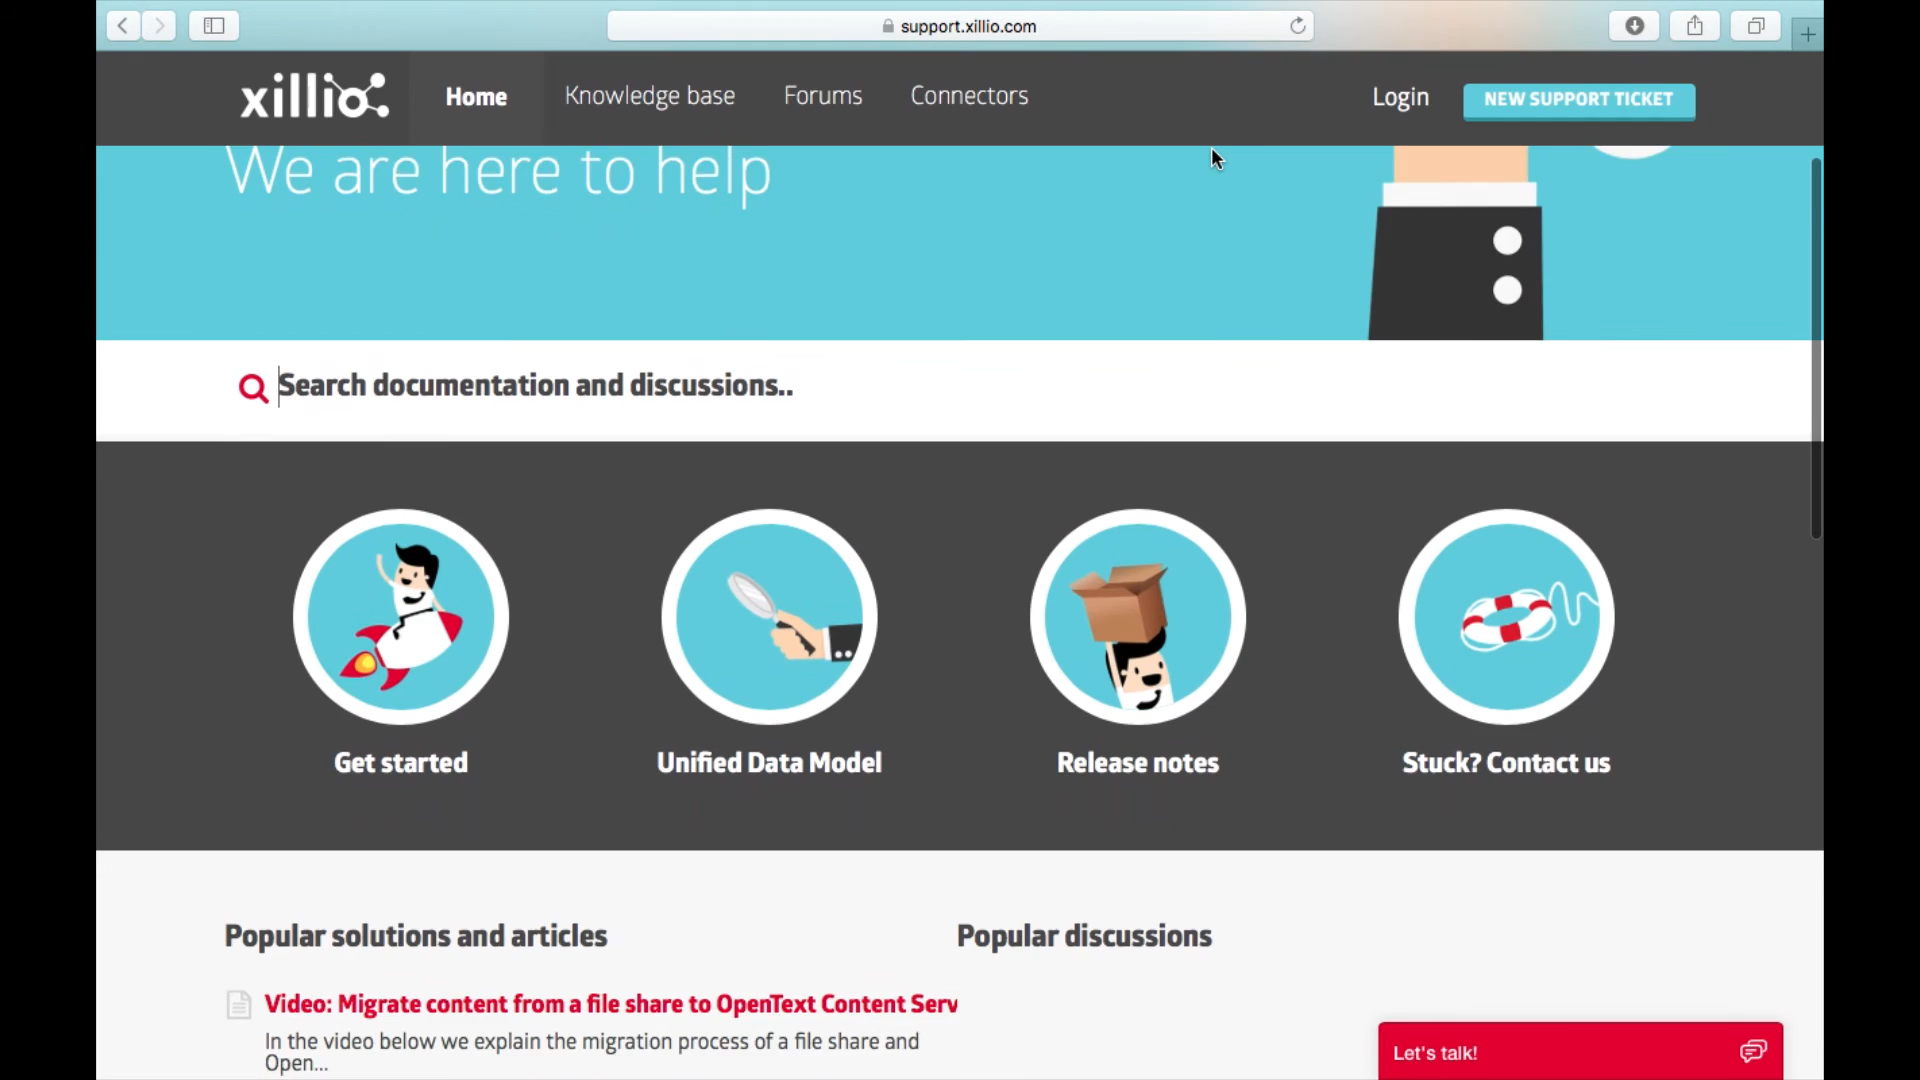 support.xillio.com
xillio
Home
Knowledge base
Forums
Connectors
Login
NEW SUPPORT TICKET
We are here to help
Search documentation and discussions..
Get started
Unified Data Model
Release notes
Stuck? Contact us
Popular solutions and articles
Popular discussions
Video: Migrate content from a file share to OpenText Content Serv
In the video below we explain the migration process of a file share and
Open...
Let's talk!